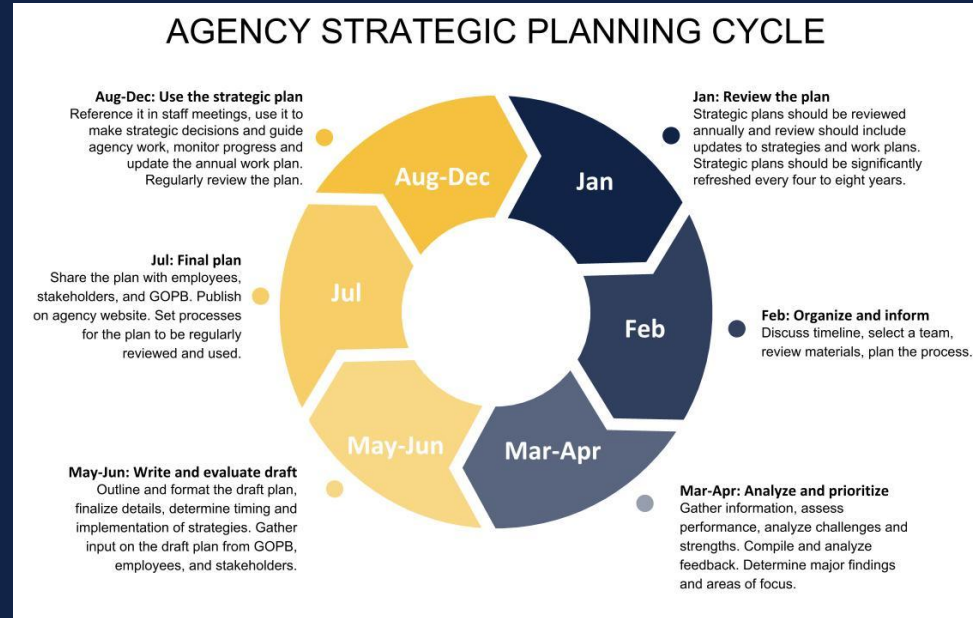 AGENCY STRATEGIC PLANNING CYCLE
Aug-Dec: Use the strategic plan
Reference it in staff meetings, use it to
make strategic decisions and guide
agency work, monitor progress and
update the annual work plan.
Regularly review the plan.
Jan: Review the plan
Strategic plans should be reviewed
annually and review should include
updates to strategies and work plans.
Strategic plans should be significantly
refreshed every four to eight years.
Aug-Dec
Jan
Jul: Final plan
Share the plan with employees,
stakeholders, and GOPB. Publish
on agency website. Set processes
for the plan to be regularly
reviewed and used.
Jul
Feb
Feb: Organize and inform
Discuss timeline, select a team,
review materials, plan the process.
May-Jun
Mar-Apr
May-Jun: Write and evaluate draft
Outline and format the draft plan,
finalize details, determine timing and
implementation of strategies. Gather
input on the draft plan from GOPB,
employees, and stakeholders.
Mar-Apr: Analyze and prioritize
Gather information, assess
performance, analyze challenges and
strengths. Compile and analyze
feedback. Determine major findings
and areas of focus.